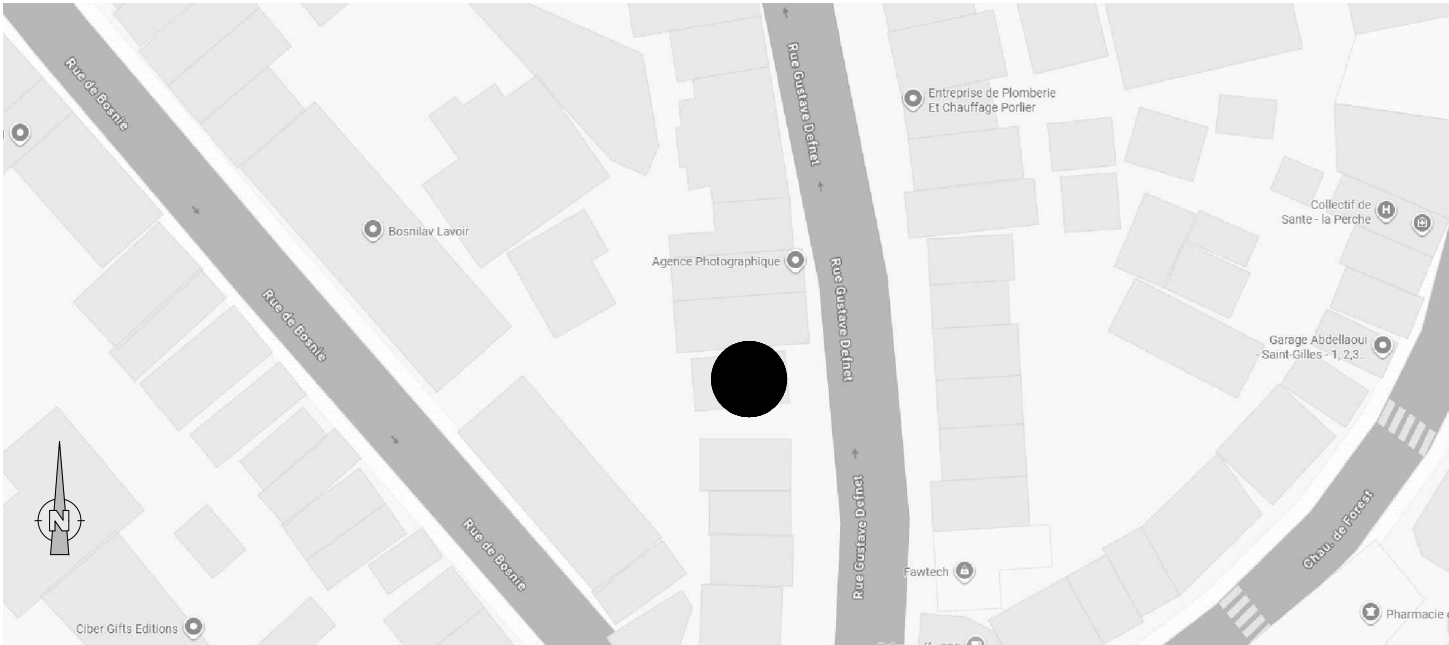 Rue de Bosnie
Rue Gustave Defnet
Entreprise de Plomberie
Et Chauffage Porlier
Collectif de
Sante - la Perche
Bosnilav Lavoir
Agence Photographique
Rue Gustave Defnet
Rue de Bosnie
Garage Abdellaoui
- Saint-Gilles - 1, 2,3...
N
Rue Gustave Defnet
Rue de Bosnie
Chau. de Forest
Fawtech
Ciber Gifts Editions
Pharmacie